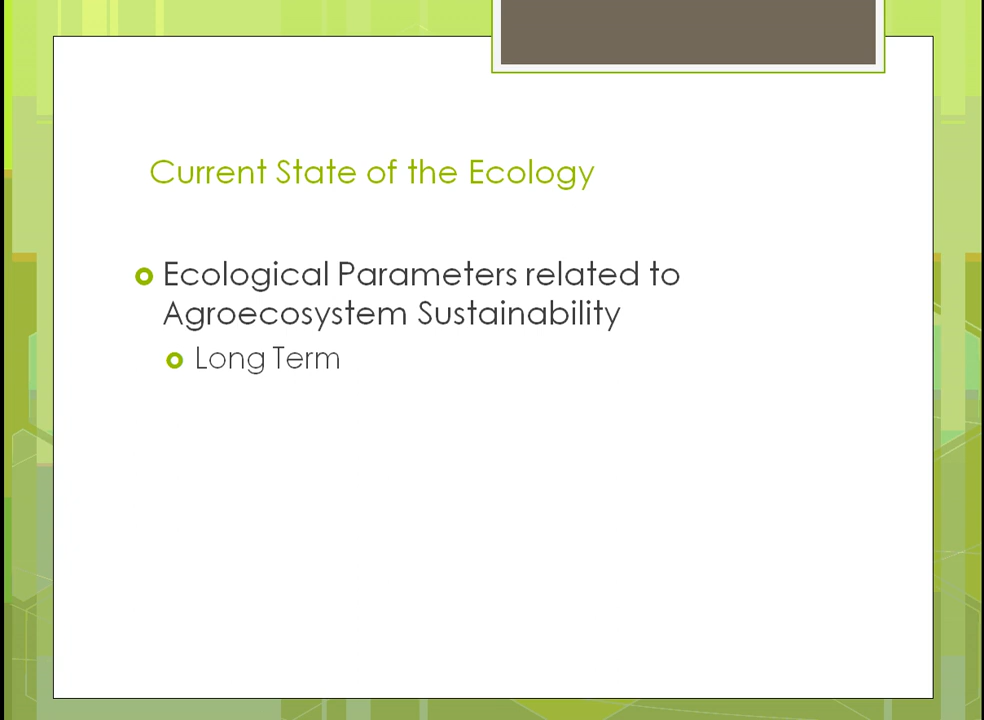 Current State of the Ecology
Ecological Parameters related to
Agroecosystem Sustainability
Long Term